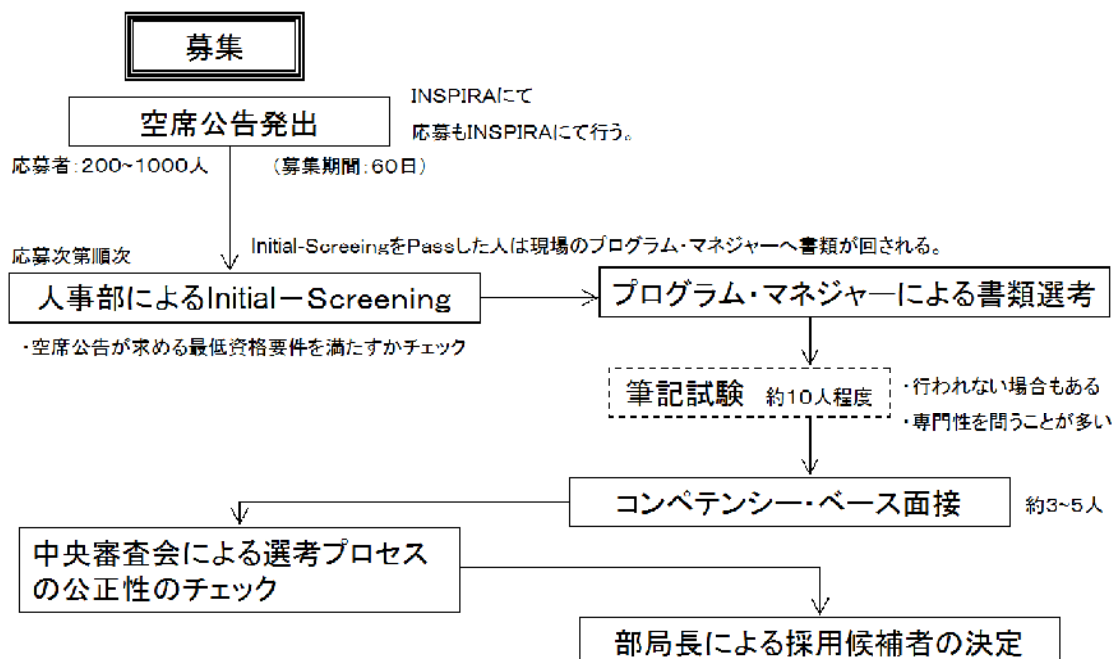 募集
空席公告発出
INSPIRAにて
応募もINSPIRAにて行う。
応募者:200~1000人
(募集期間:60日)
応募次第順次
Initial-ScreeingをPassした人は現場のプログラム・マネジャーへ書類が回される。
人事部によるInitial-Screening
プログラム・マネジャーによる書類選考
・空席公告が求める最低資格要件を満たすかチェック
筆記試験 約10人程度
・行われない場合もある
・専門性を問うことが多い
コンペテンシー・ベース面接
約3~5人
中央審査会による選考プロセス
の公正性のチェック
部局長による採用候補者の決定